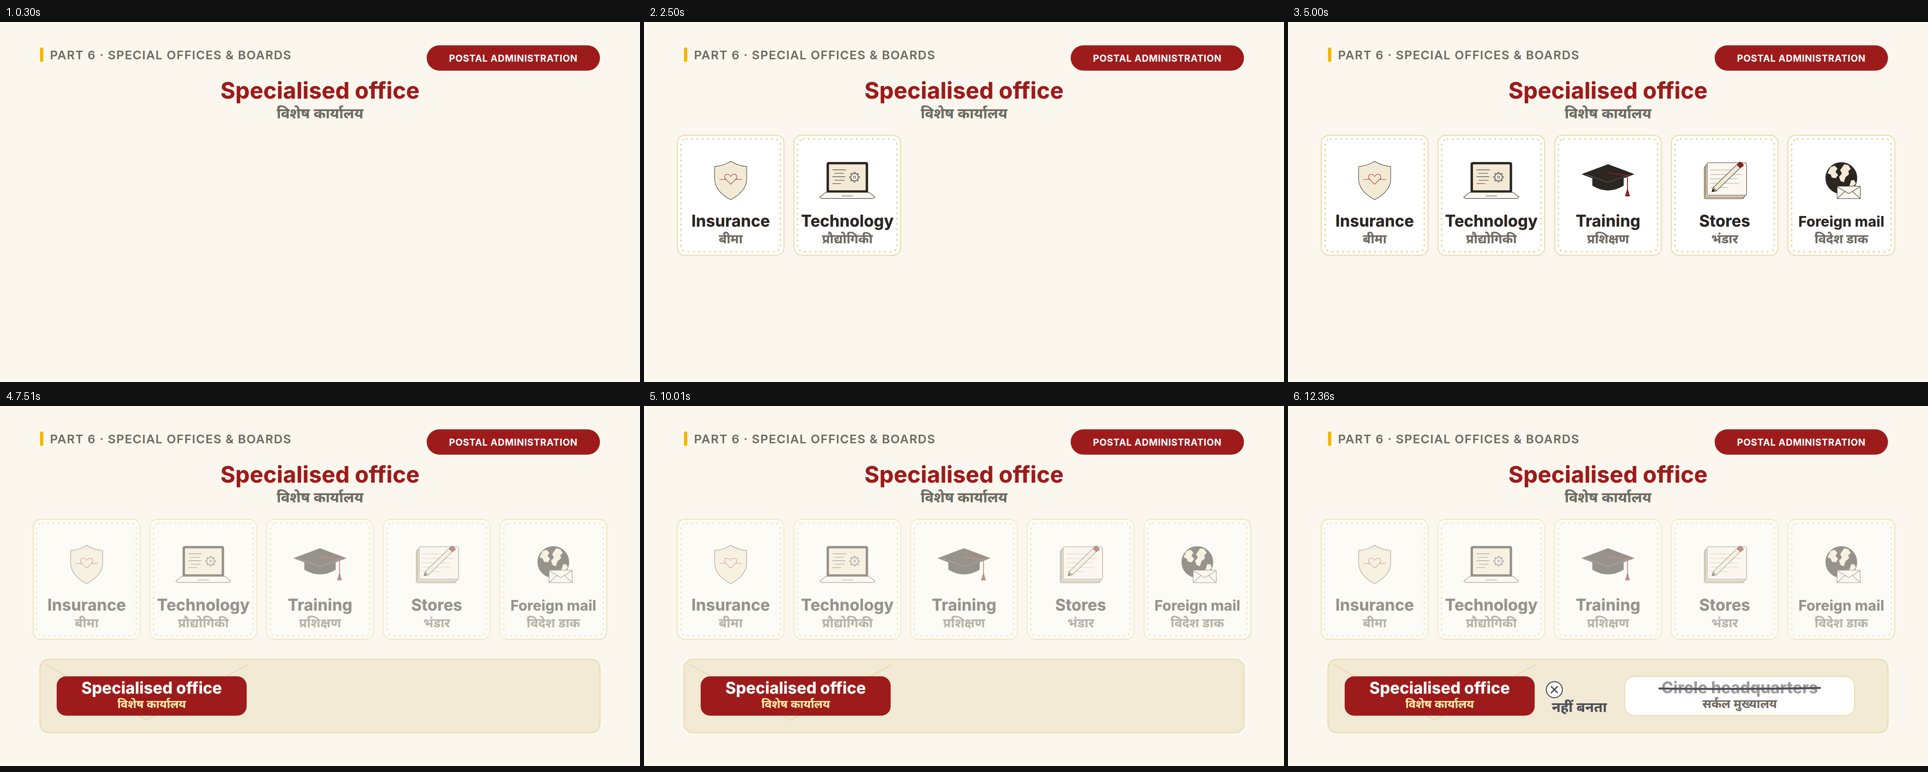 1. 0.30s
PART 6 · SPECIAL OFFICES & BOARDS
POSTAL ADMINISTRATION
Specialised office
विशेष कार्यालय
2. 2.50s
PART 6 · SPECIAL OFFICES & BOARDS
POSTAL ADMINISTRATION
Specialised office
विशेष कार्यालय
Insurance
बीमा
Technology
प्रौद्योगिकी
3. 5.00s
PART 6 · SPECIAL OFFICES & BOARDS
POSTAL ADMINISTRATION
Specialised office
विशेष कार्यालय
Insurance
बीमा
Technology
प्रौद्योगिकी
Training
प्रशिक्षण
Stores
भंडार
Foreign mail
विदेश डाक
4. 7.51s
PART 6 · SPECIAL OFFICES & BOARDS
POSTAL ADMINISTRATION
Specialised office
विशेष कार्यालय
Insurance
बीमा
Technology
प्रौद्योगिकी
Training
प्रशिक्षण
Stores
भंडार
Foreign mail
विदेश डाक
Specialised office
विशेष कार्यालय
5. 10.01s
PART 6 · SPECIAL OFFICES & BOARDS
POSTAL ADMINISTRATION
Specialised office
विशेष कार्यालय
Insurance
बीमा
Technology
प्रौद्योगिकी
Training
प्रशिक्षण
Stores
भंडार
Foreign mail
विदेश डाक
Specialised office
विशेष कार्यालय
6. 12.36s
PART 6 · SPECIAL OFFICES & BOARDS
POSTAL ADMINISTRATION
Specialised office
विशेष कार्यालय
Insurance
बीमा
Technology
प्रौद्योगिकी
Training
प्रशिक्षण
Stores
भंडार
Foreign mail
विदेश डाक
Specialised office
विशेष कार्यालय
नहीं बनता
Circle headquarters
सर्कल मुख्यालय